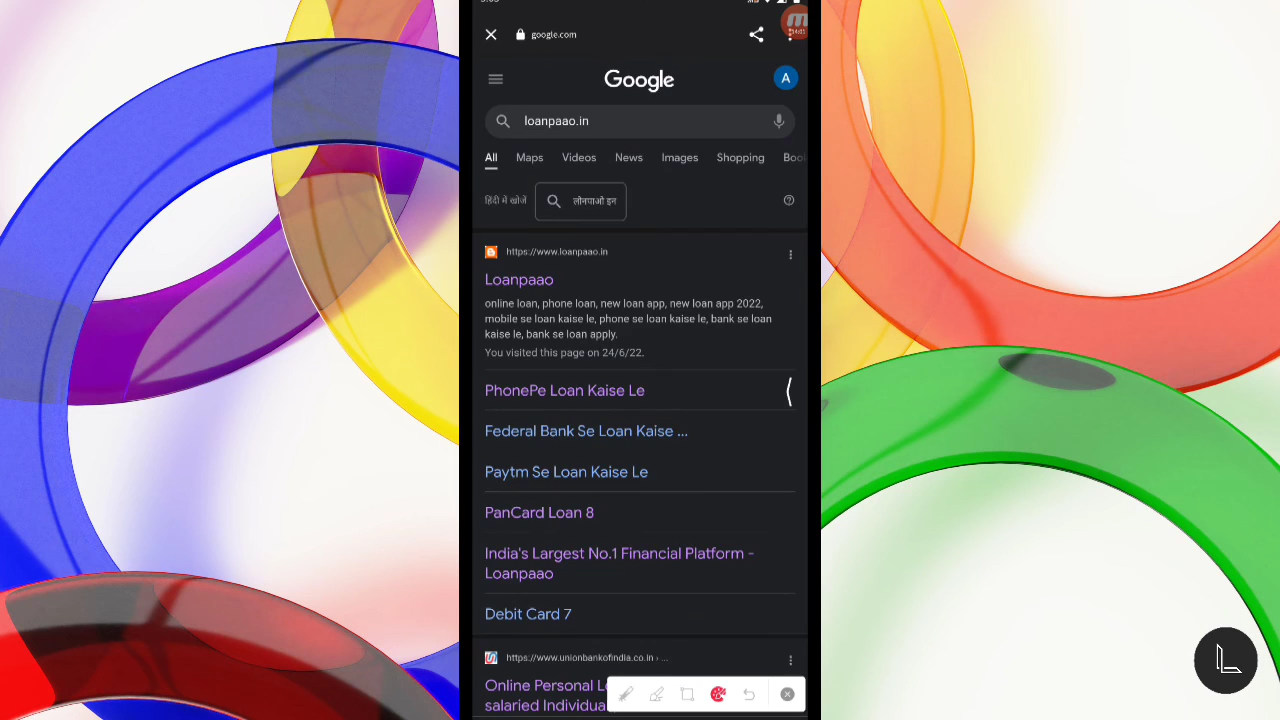 google.com
Google
A
loanpaao.in
All Maps Videos News Images Shopping Boo
हिंदी में खोजें लोनपाओ इन
https://www.loanpaao.in
Loanpaao
online loan, phone loan, new loan app, new loan app 2022,
mobile se loan kaise le, phone se loan kaise le, bank se loan
kaise le, bank se loan apply.
You visited this page on 24/6/22.
PhonePe Loan Kaise Le
Federal Bank Se Loan Kaise ...
Paytm Se Loan Kaise Le
PanCard Loan 8
India's Largest No.1 Financial Platform -
Loanpaao
Debit Card 7
https://www.unionbankofindia.co.in › ...
Online Personal L
salaried Individua